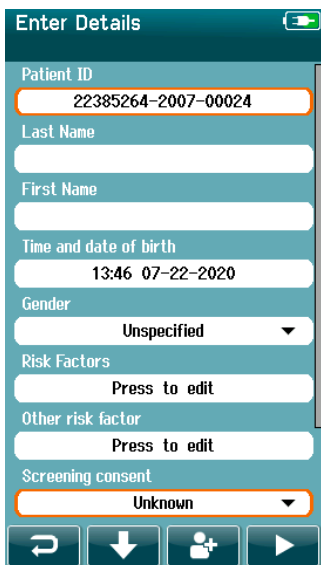 Enter Details
Patient ID
22385264-2007-00024
Last Name
First Name
Time and date of birth
13:46 07-22-2020
Gender
Unspecified
Risk Factors
Press to edit
Other risk factor
Press to edit
Screening consent
Unknown